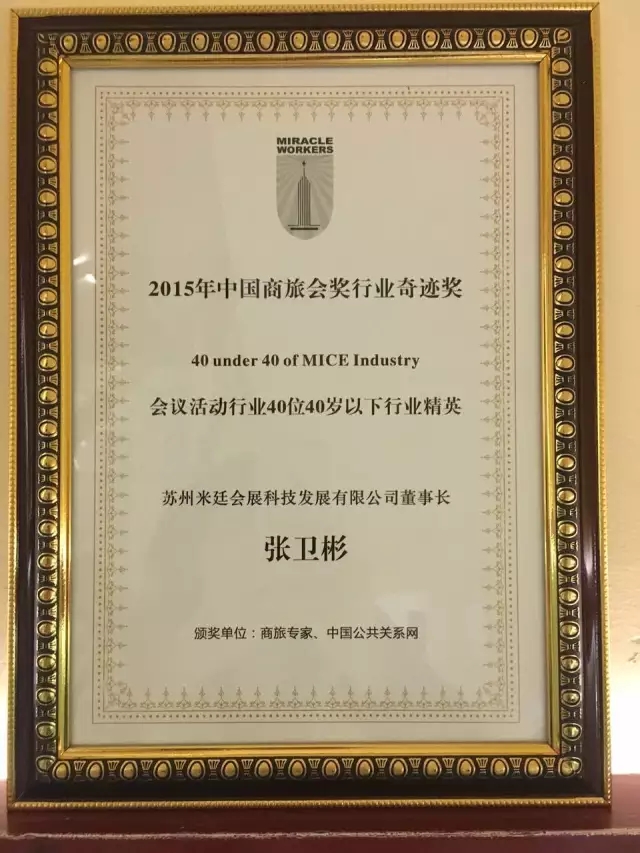 MIRACLE
WORKERS
2015年中国商旅会奖行业奇迹奖
40 under 40 of MICE Industry
会议活动行业40位40岁以下行业精英
苏州米廷会展科技发展有限公司董事长
张卫彬
颁奖单位：商旅专家、中国公共关系网